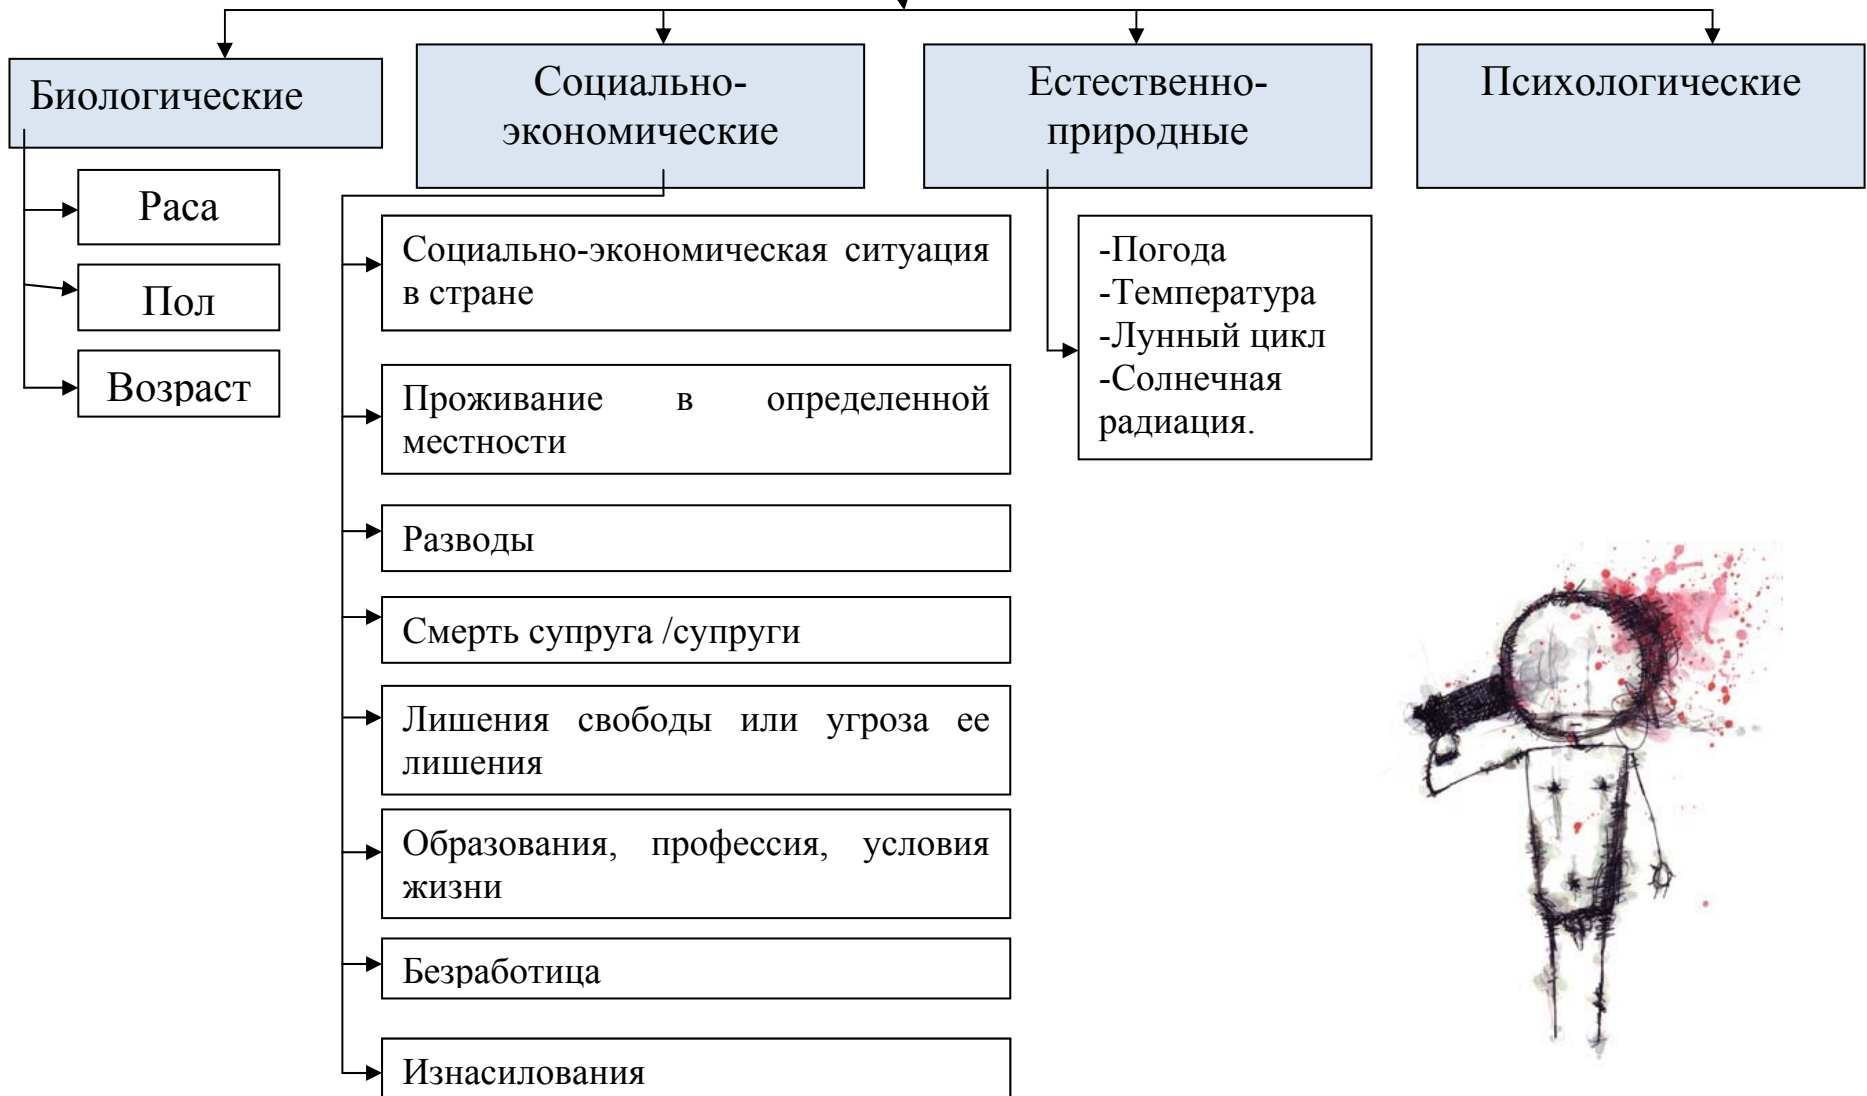 Биологические
Социально-
экономические
Естественно-
природные
Психологические
Раса
Пол
Возраст
Социально-экономическая ситуация
в стране
Проживание в определенной
местности
Разводы
Смерть супруга /супруги
Лишения свободы или угроза ее
лишения
Образования, профессия, условия
жизни
Безработица
Изнасилования
-Погода
-Температура
-Лунный цикл
-Солнечная
радиация.